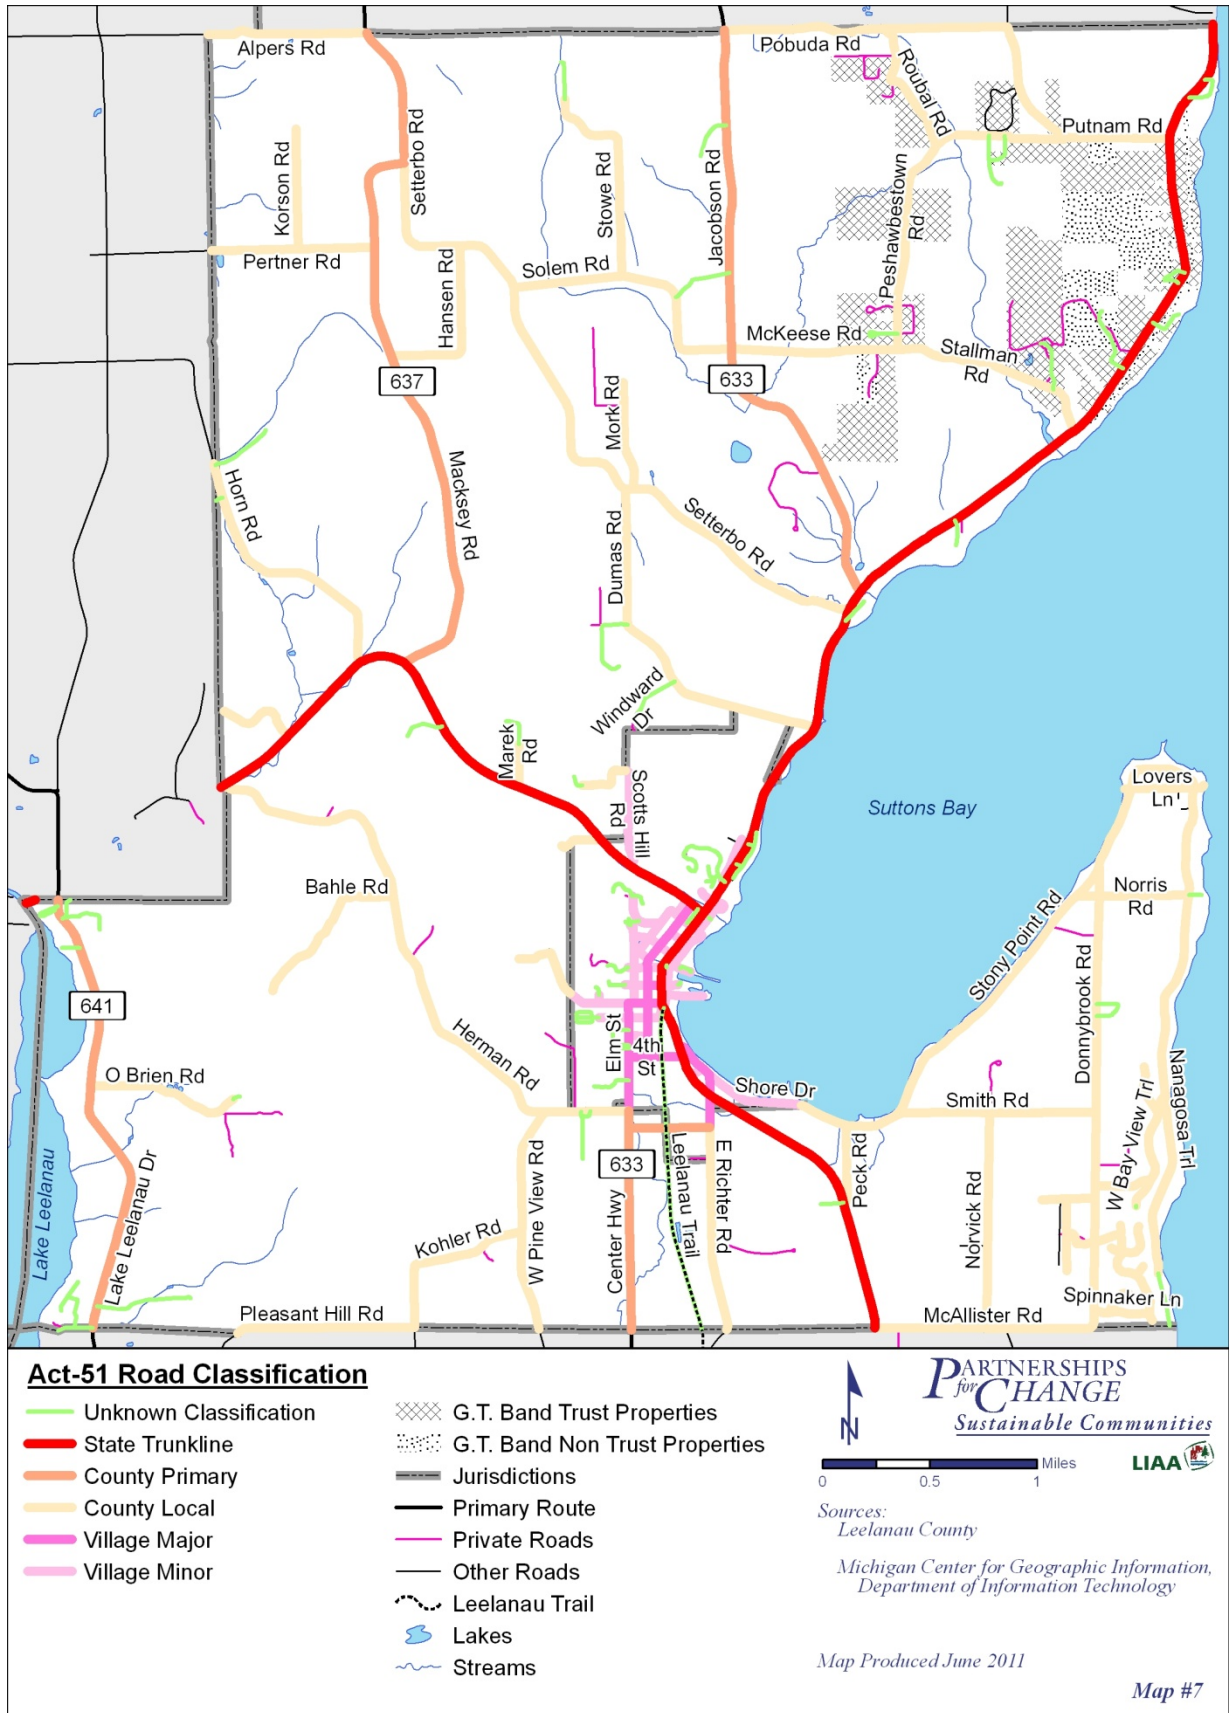 Alpers Rd
Pobuda Rd
Roubal Rd
Putnam Rd
Setterbo Rd
Korson Rd
Stowe Rd
Jacobson Rd
Peshawbestown
Rd
Pertner Rd
Hansen Rd
Solem Rd
McKeese Rd
Stallman
Rd
637
633
Mork Rd
Horn Rd
Macksey Rd
Setterbo Rd
Dumas Rd
Windward
Dr
Marek
Rd
Scotts Hill
Rd
Suttons Bay
Lovers
Ln
Bahle Rd
Norris
Rd
Stony Point Rd
Donnybrook Rd
641
Herman Rd
Elm St
4th
St
O Brien Rd
Shore Dr
Smith Rd
Nanagosa Trl
W Bay-View Trl
Lake Leelanau
Lake Leelanau Dr
W Pine View Rd
633
Leelanau Trail
E Richter Rd
Peck Rd
Norvick Rd
Kohler Rd
Center Hwy
Pleasant Hill Rd
McAllister Rd
Spinnaker Ln
Act-51 Road Classification
Unknown Classification
State Trunkline
County Primary
County Local
Village Major
Village Minor
G.T. Band Trust Properties
G.T. Band Non Trust Properties
Jurisdictions
Primary Route
Private Roads
Other Roads
Leelanau Trail
Lakes
Streams
N
PARTNERSHIPS
for CHANGE
Sustainable Communities
Miles
0 0.5 1
LIAA
Sources:
Leelanau County
Michigan Center for Geographic Information,
Department of Information Technology
Map Produced June 2011
Map #7